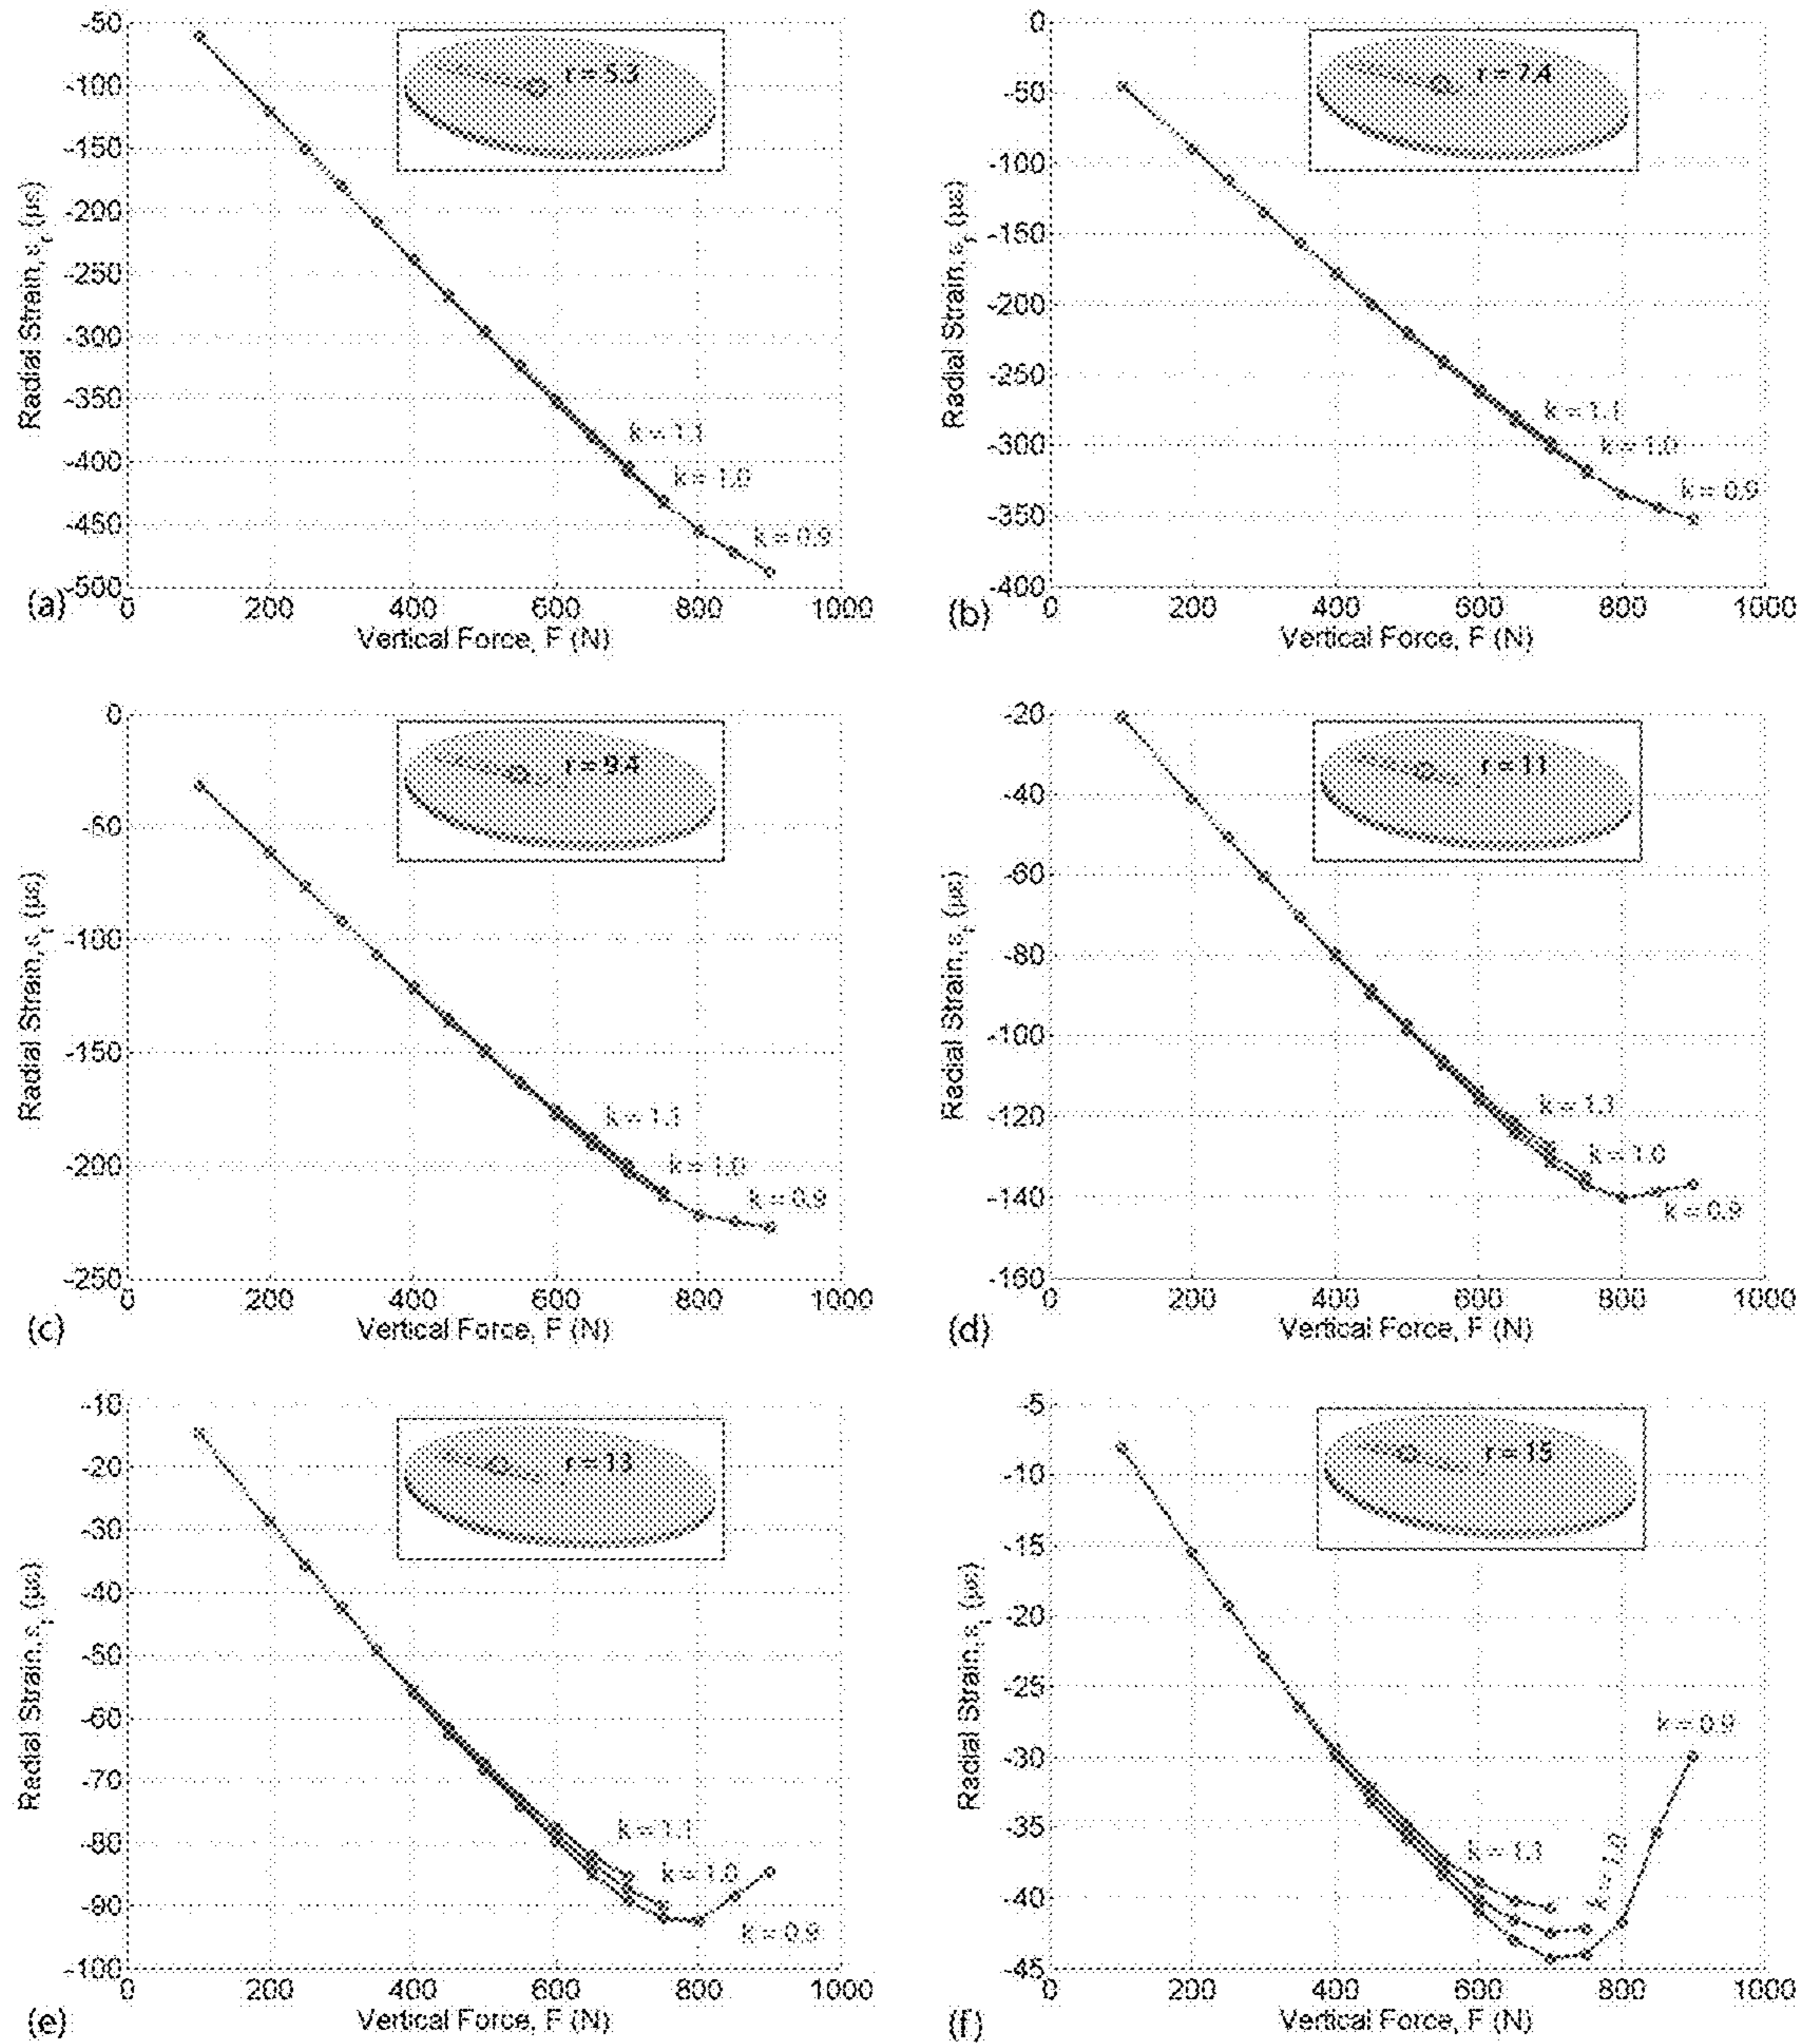 -50
-100
-150
-200
-250
-300
-350
-400
-450
-500
0 200 400 600 800 1000
Radial Strain, εr (µε)
Vertical Force, F (N)
r = 5.3
k = 1.1
k = 1.0
k = 0.9
(a)
0
-50
-100
-150
-200
-250
-300
-350
-400
0 200 400 600 800 1000
Radial Strain, εr (µε)
Vertical Force, F (N)
r = 7.4
k = 1.1
k = 1.0
k = 0.9
(b)
0
-50
-100
-150
-200
-250
0 200 400 600 800 1000
Radial Strain, εr (µε)
Vertical Force, F (N)
r = 9.4
k = 1.1
k = 1.0
k = 0.9
(c)
-20
-40
-60
-80
-100
-120
-140
-160
0 200 400 600 800 1000
Radial Strain, εr (µε)
Vertical Force, F (N)
r = 11
k = 1.1
k = 1.0
k = 0.9
(d)
-10
-20
-30
-40
-50
-60
-70
-80
-90
-100
0 200 400 600 800 1000
Radial Strain, εr (µε)
Vertical Force, F (N)
r = 13
k = 1.1
k = 1.0
k = 0.9
(e)
-5
-10
-15
-20
-25
-30
-35
-40
-45
0 200 400 600 800 1000
Radial Strain, εr (µε)
Vertical Force, F (N)
r = 15
k = 0.9
k = 1.1
k = 1.0
(f)